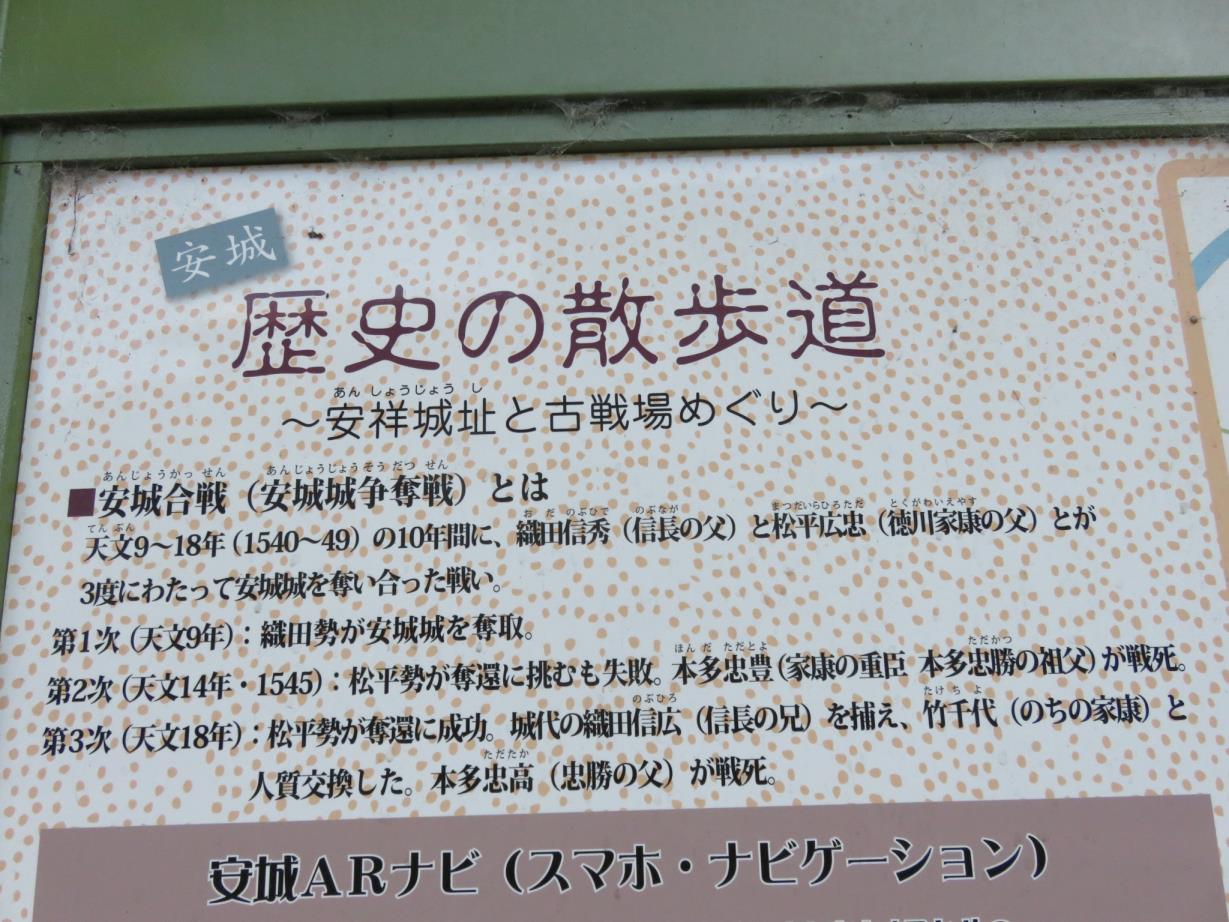 安城
歴史の散歩道
あんしょうじょうし
～安祥城址と古戦場めぐり～
あんじょうかっせん あんじょうじょうそうだつせん
■安城合戦（安城城争奪戦）とは
てんぶん おだのぶひで のぶなが まつだいらひろただ とくがわいえやす
天文9～18年(1540～49）の10年間に、織田信秀（信長の父）と松平広忠（徳川家康の父）とが
3度にわたって安城城を奪い合った戦い。
第1次（天文9年）：織田勢が安城城を奪取。
ほんだ ただとよ ただかつ
第2次（天文14年・1545）：松平勢が奪還に挑むも失敗。本多忠豊（家康の重臣 本多忠勝の祖父）が戦死。
のぶひろ たけちよ
第3次（天文18年）：松平勢が奪還に成功。城代の織田信広（信長の兄）を捕え、竹千代（のちの家康）と
ただたか
人質交換した。本多忠高（忠勝の父）が戦死。
安城ARナビ（スマホ・ナビゲーション）